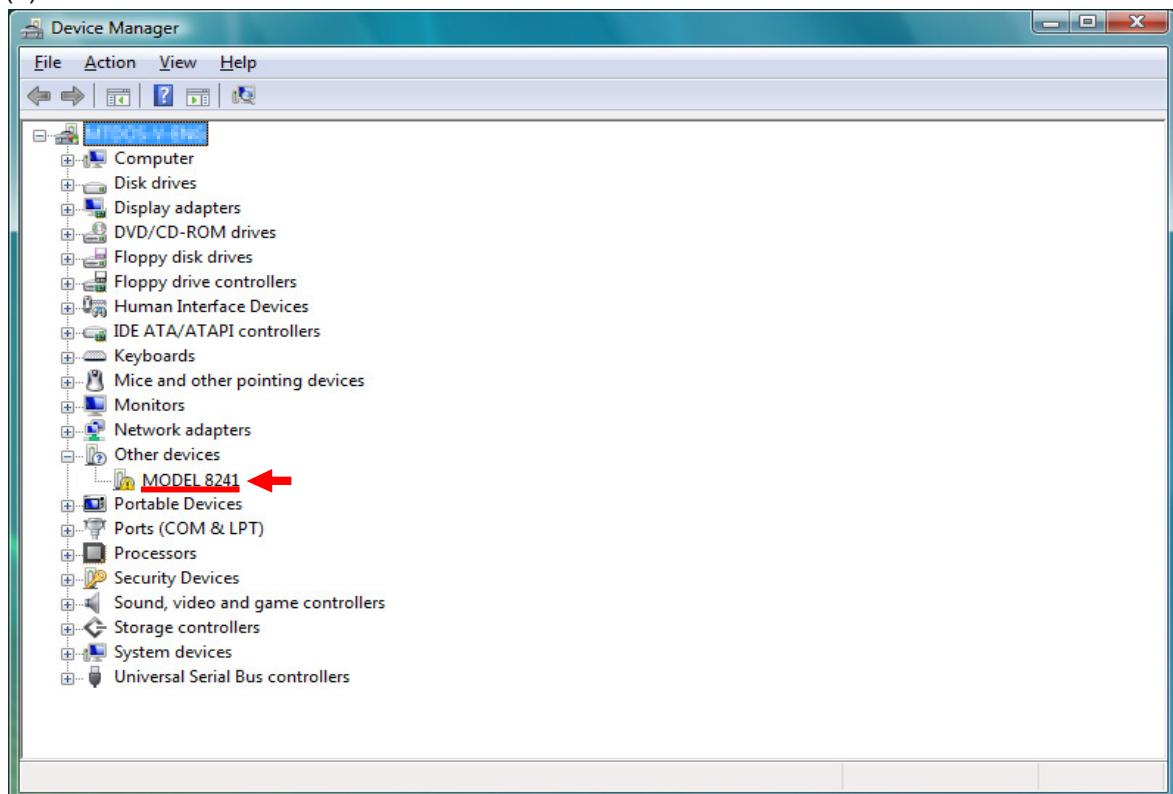 Device Manager
File Action View Help
Computer
Disk drives
Display adapters
DVD/CD-ROM drives
Floppy disk drives
Floppy drive controllers
Human Interface Devices
IDE ATA/ATAPI controllers
Keyboards
Mice and other pointing devices
Monitors
Network adapters
Other devices
MODEL 8241
Portable Devices
Ports (COM & LPT)
Processors
Security Devices
Sound, video and game controllers
Storage controllers
System devices
Universal Serial Bus controllers